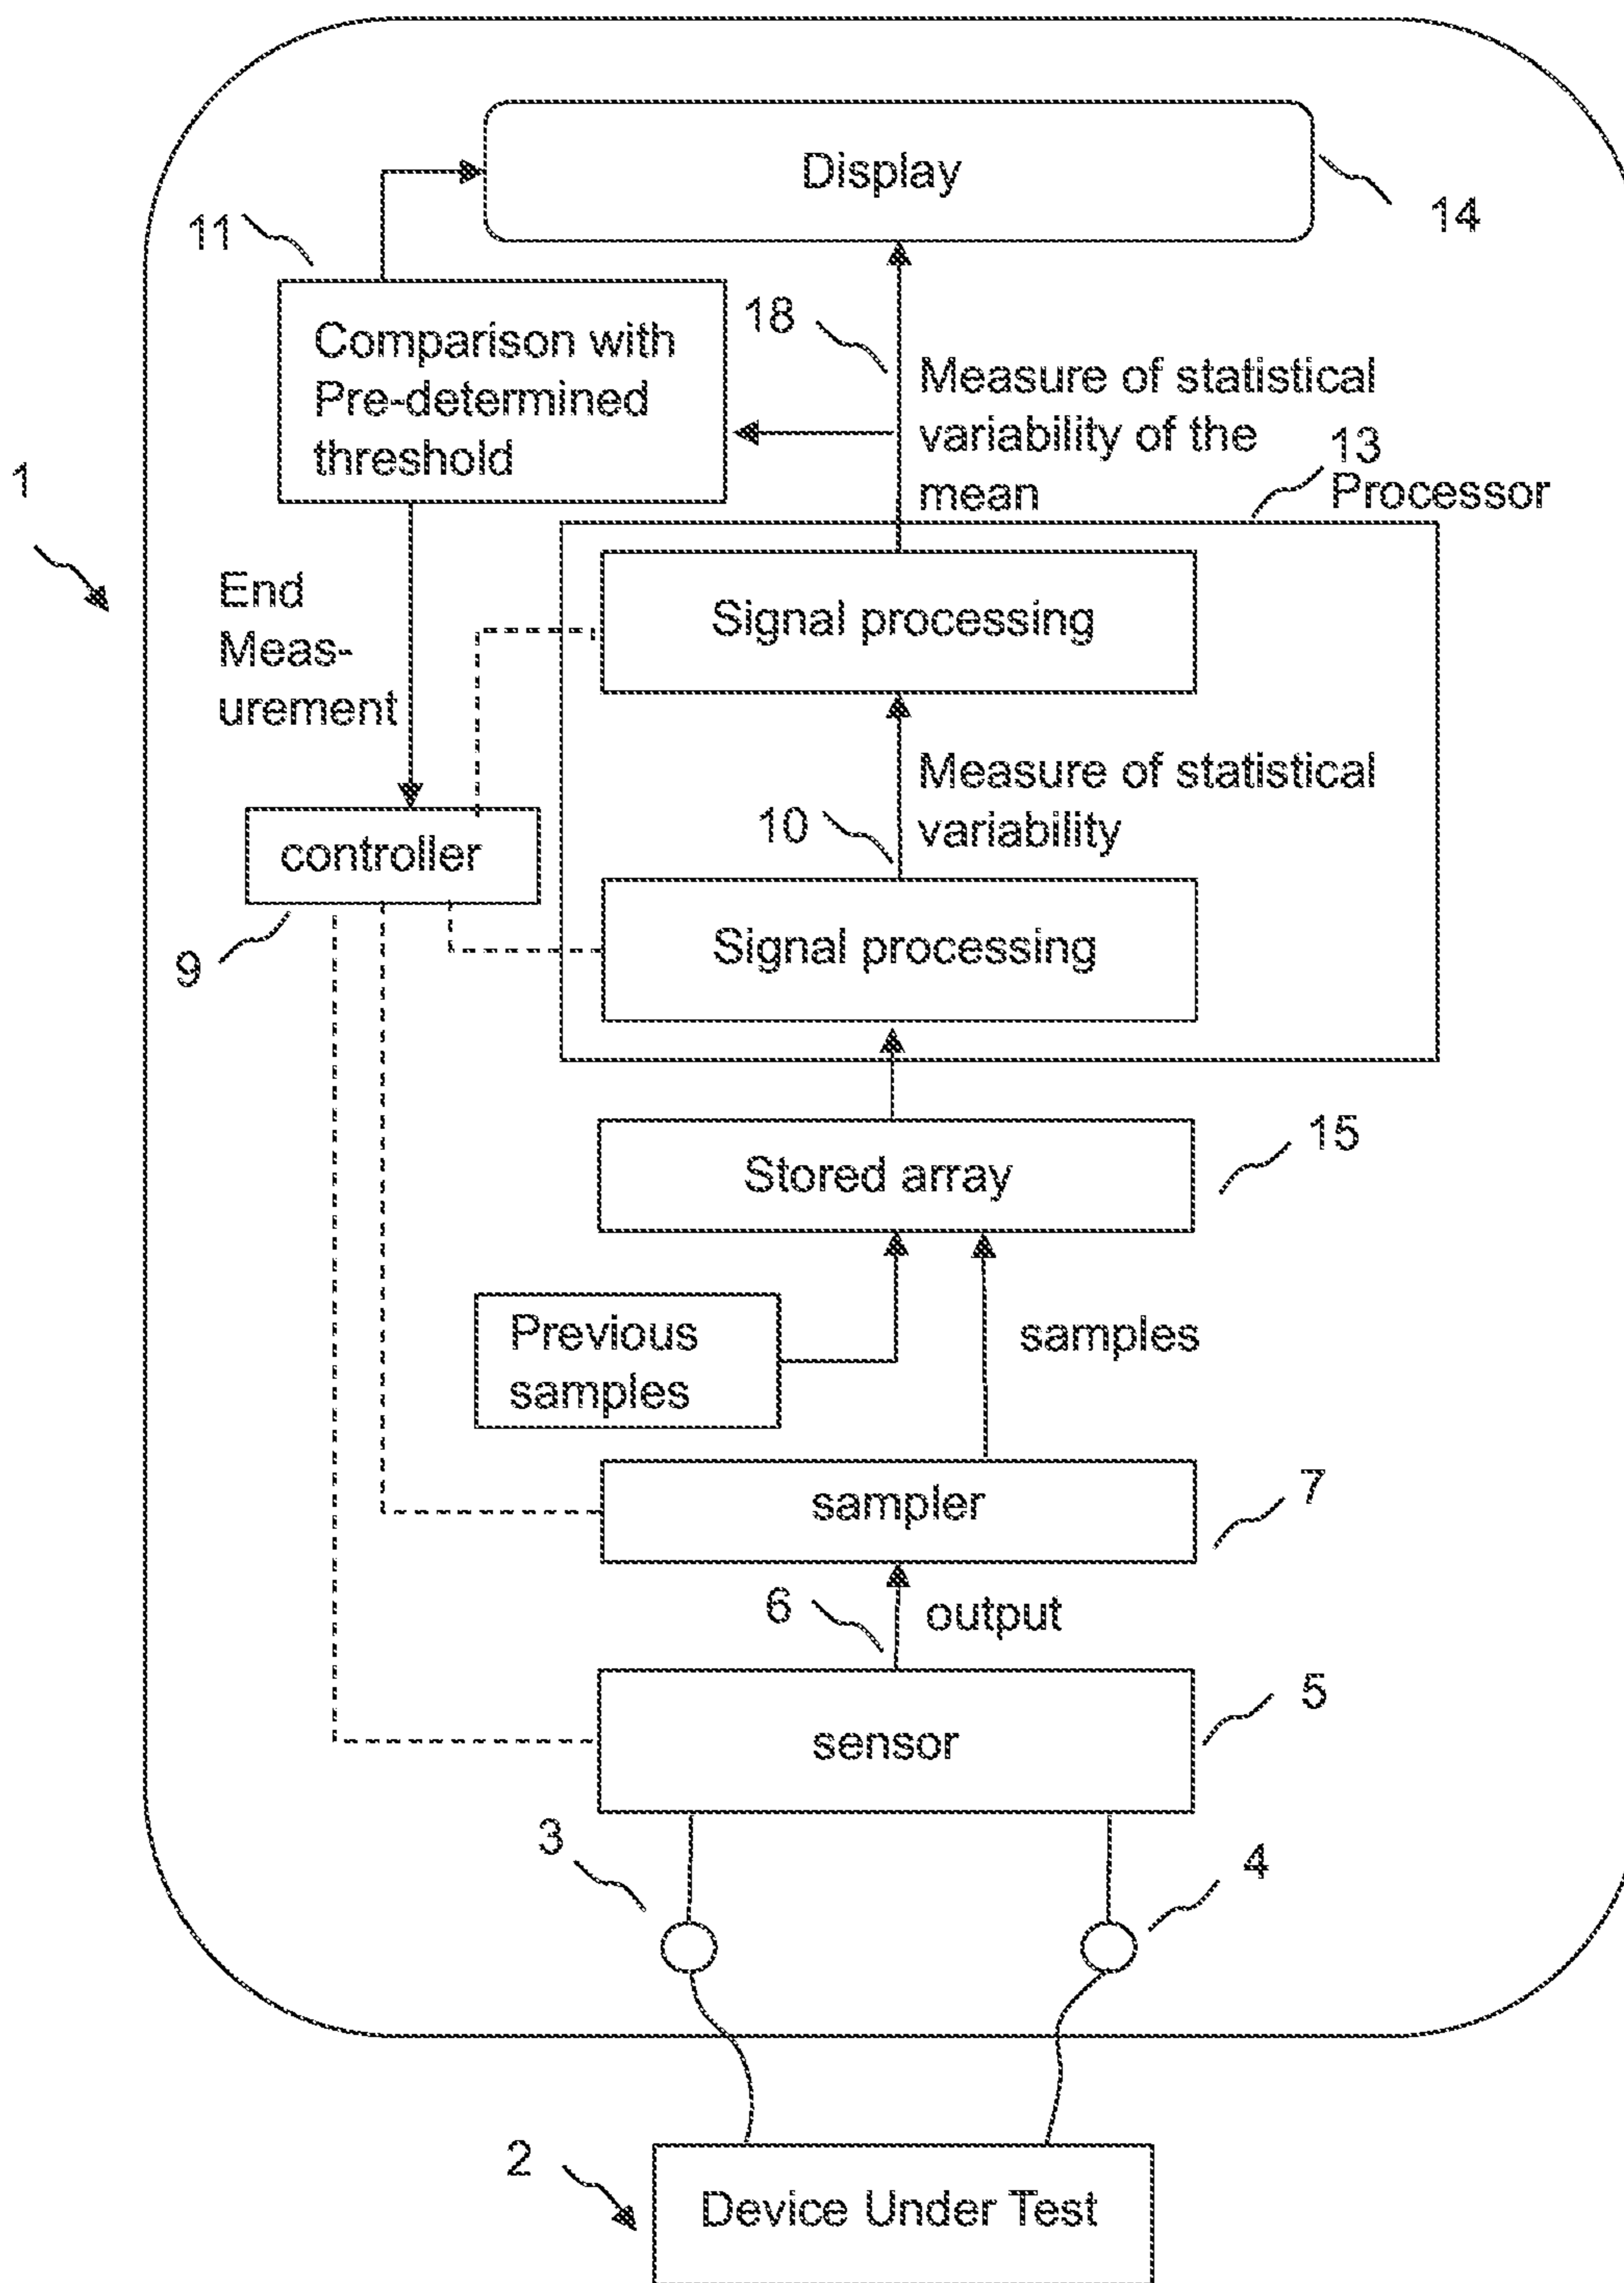 Display
14
11
Comparison with
Pre-determined
threshold
18
Measure of statistical
variability of the
mean
13
Processor
1
End
Meas-
urement
Signal processing
Measure of statistical
variability
10
controller
9
Signal processing
Stored array
15
Previous
samples
samples
sampler
7
6
output
sensor
5
3
4
2
Device Under Test